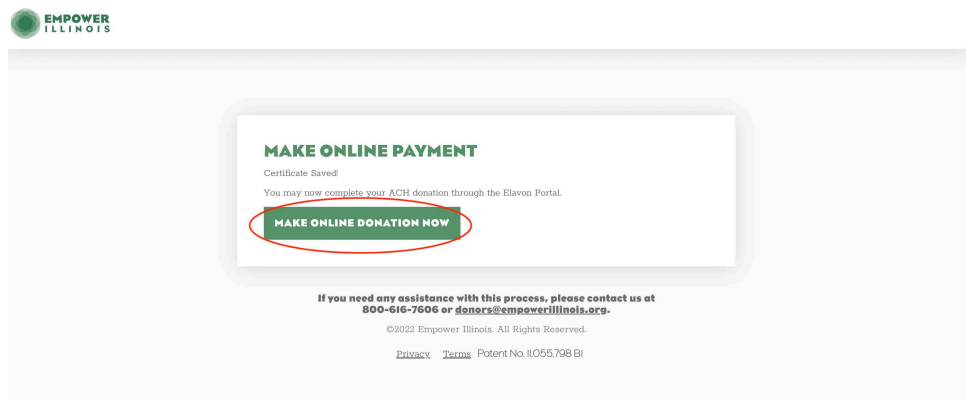 EMPOWER
ILLINOIS
MAKE ONLINE PAYMENT
Certificate Saved!
You may now complete your ACH donation through the Elavon Portal.
MAKE ONLINE DONATION NOW
If you need any assistance with this process, please contact us at
800-616-7606 or donors@empowerillinois.org.
©2022 Empower Illinois. All Rights Reserved.
Privacy Terms Patent No. 11,055,798 B1